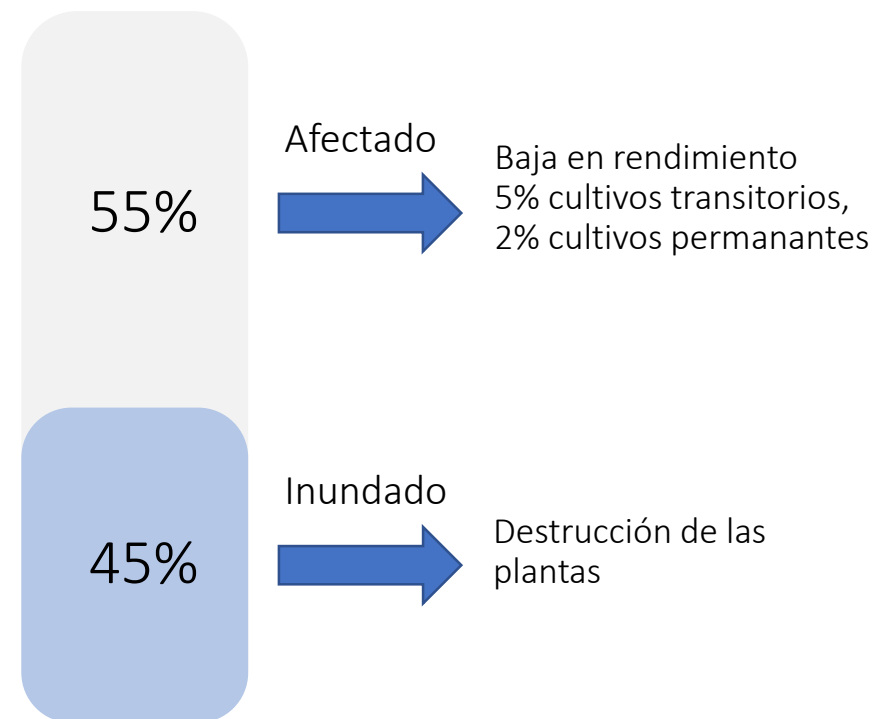 55%
Afectado
Baja en rendimiento
5% cultivos transitorios,
2% cultivos permanantes
45%
Inundado
Destrucción de las
plantas